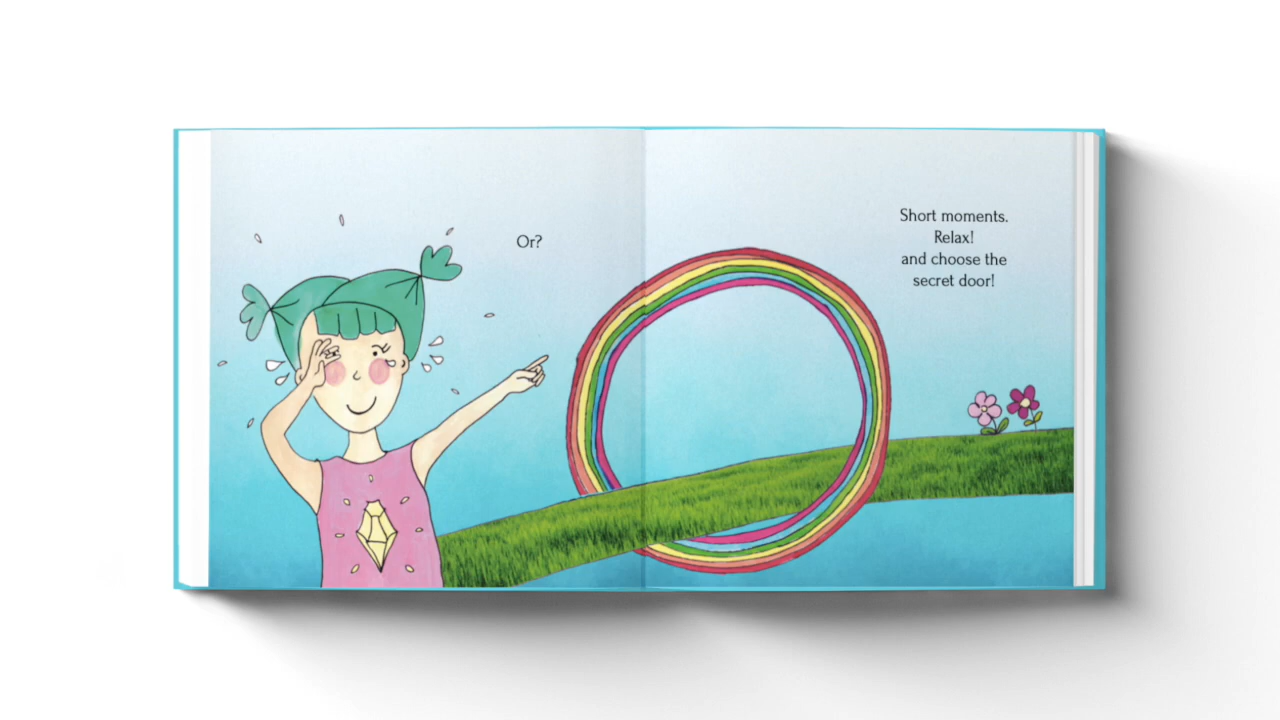 Or?
Short moments.
Relax!
and choose the
secret door!